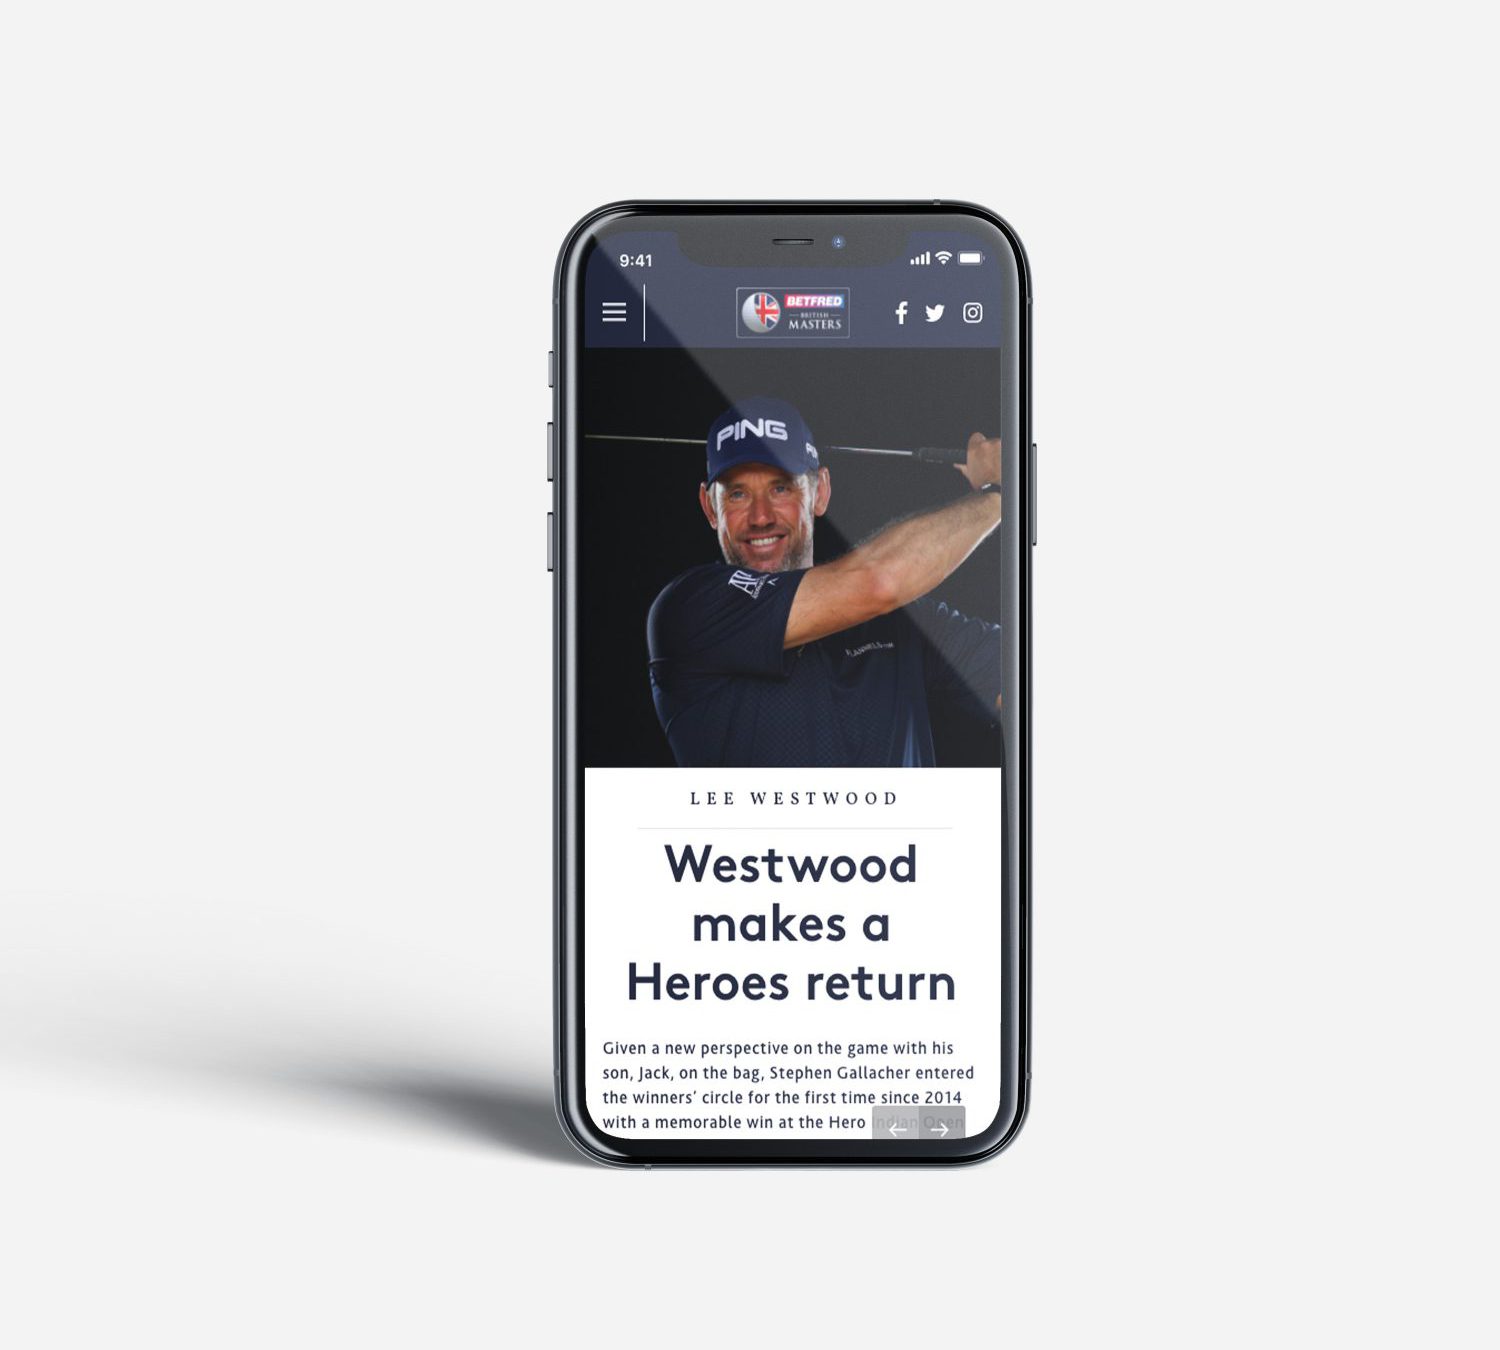 9:41
BETFRED
BRITISH
MASTERS
PING
LEE WESTWOOD
Westwood
makes a
Heroes return
Given a new perspective on the game with his
son, Jack, on the bag, Stephen Gallacher entered
the winners’ circle for the first time since 2014
with a memorable win at the Hero Indian Open